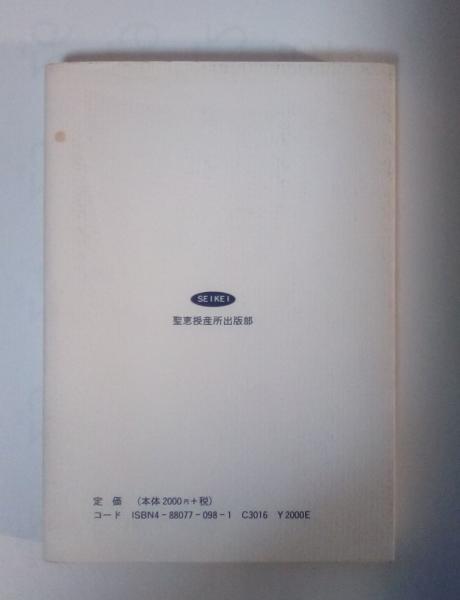 SEIKEI
聖恵授産所出版部
定 価 （本体2000円＋税）
コード ISBN4－88077－098－1 C3016 Y2000E